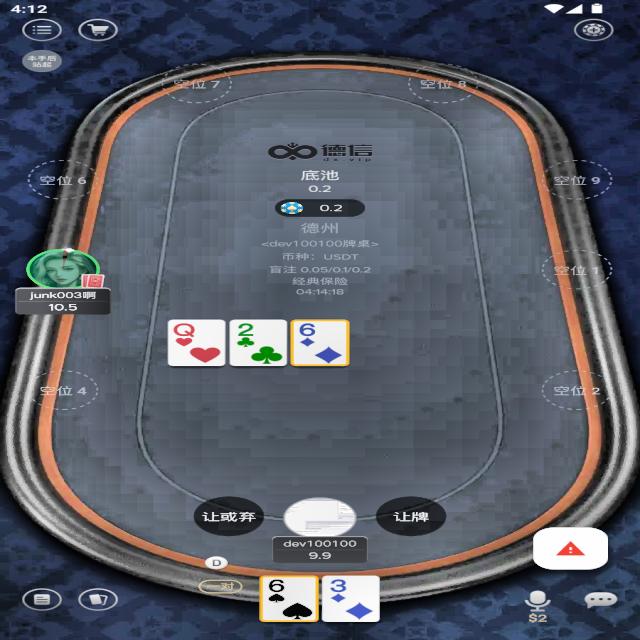 4:12
本手后
站起
空位 7
空位 8
德信
dx.vip
底池
0.2
0.2
空位 6
空位 9
德州
<dev100100牌桌>
币种: USDT
盲注 0.05/0.1/0.2
经典保险
04:14:18
空位 1
junk003啊
10.5
Q
2
6
空位 4
空位 2
让或弃
让牌
dev100100
9.9
D
一对
6
3
$2